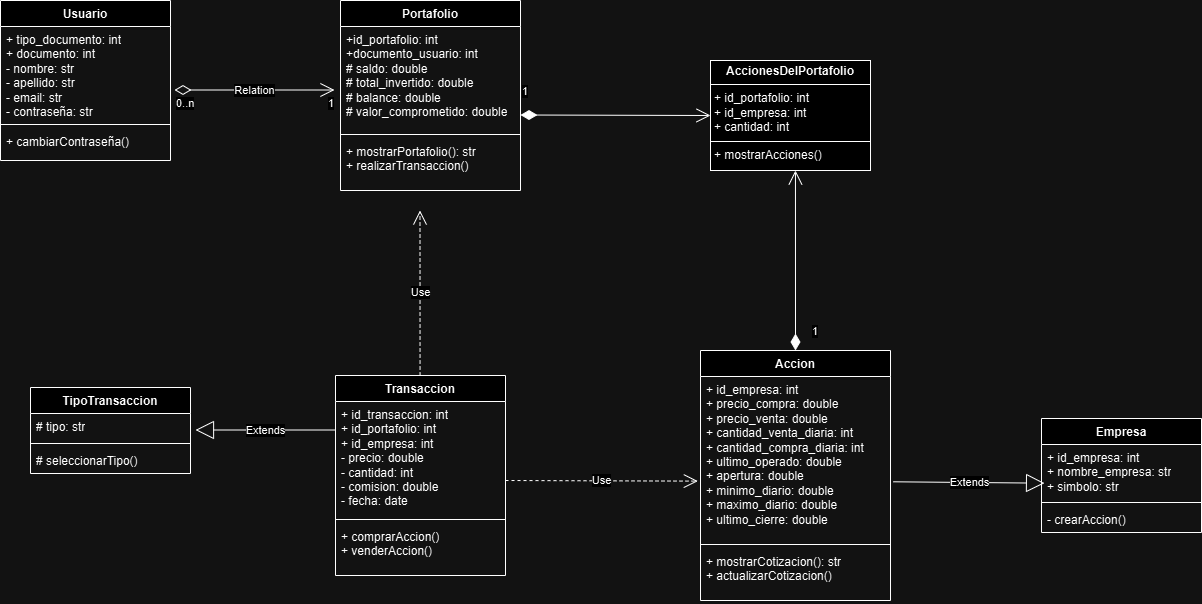 Usuario
+ tipo_documento: int
+ documento: int
- nombre: str
- apellido: str
- email: str
- contraseña: str
+ cambiarContraseña()
0..n
Relation
1
Portafolio
+id_portafolio: int
+documento_usuario: int
# saldo: double
# total_invertido: double
# balance: double
# valor_comprometido: double
+ mostrarPortafolio(): str
+ realizarTransaccion()
1
AccionesDelPortafolio
+ id_portafolio: int
+ id_empresa: int
+ cantidad: int
+ mostrarAcciones()
Use
1
TipoTransaccion
# tipo: str
# seleccionarTipo()
Extends
Transaccion
+ id_transaccion: int
+ id_portafolio: int
+ id_empresa: int
- precio: double
- cantidad: int
- comision: double
- fecha: date
+ comprarAccion()
+ venderAccion()
Use
Accion
+ id_empresa: int
+ precio_compra: double
+ precio_venta: double
+ cantidad_venta_diaria: int
+ cantidad_compra_diaria: int
+ ultimo_operado: double
+ apertura: double
+ minimo_diario: double
+ maximo_diario: double
+ ultimo_cierre: double
+ mostrarCotizacion(): str
+ actualizarCotizacion()
Extends
Empresa
+ id_empresa: int
+ nombre_empresa: str
+ simbolo: str
- crearAccion()